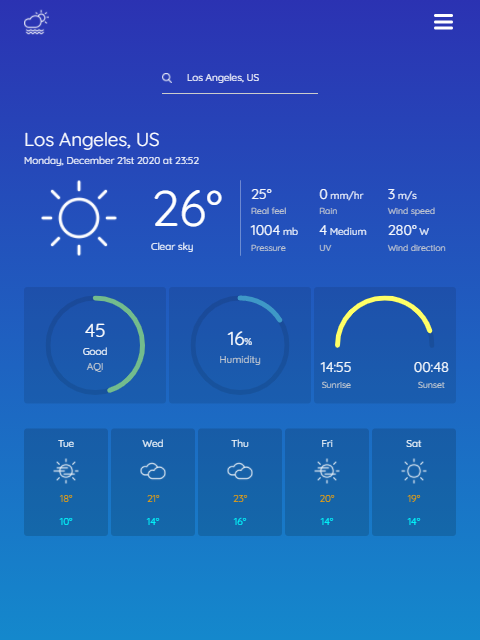 Los Angeles, US
Los Angeles, US
Monday, December 21st 2020 at 23:52
26°
Clear sky
25° 0 mm/hr 3 m/s
Real feel Rain Wind speed
1004 mb 4 Medium 280° W
Pressure UV Wind direction
45
Good
AQI
16%
Humidity
14:55 00:48
Sunrise Sunset
Tue Wed Thu Fri Sat
18° 21° 23° 20° 19°
10° 14° 16° 14° 14°